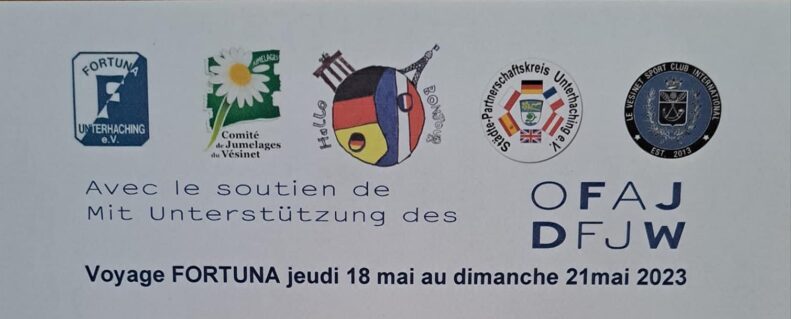 FORTUNA
F
UNTERHACHING
e.V.
JUMELAGES
Comité
de Jumelages
du Vésinet
Hallo
Bonjour
Städte-Partnerschaftskreis Unterhaching e.V.
LE VESINET SPORT CLUB INTERNATIONAL
EST. 2013
Avec le soutien de
Mit Unterstützung des
OFAJ
DFJW
Voyage FORTUNA jeudi 18 mai au dimanche 21mai 2023